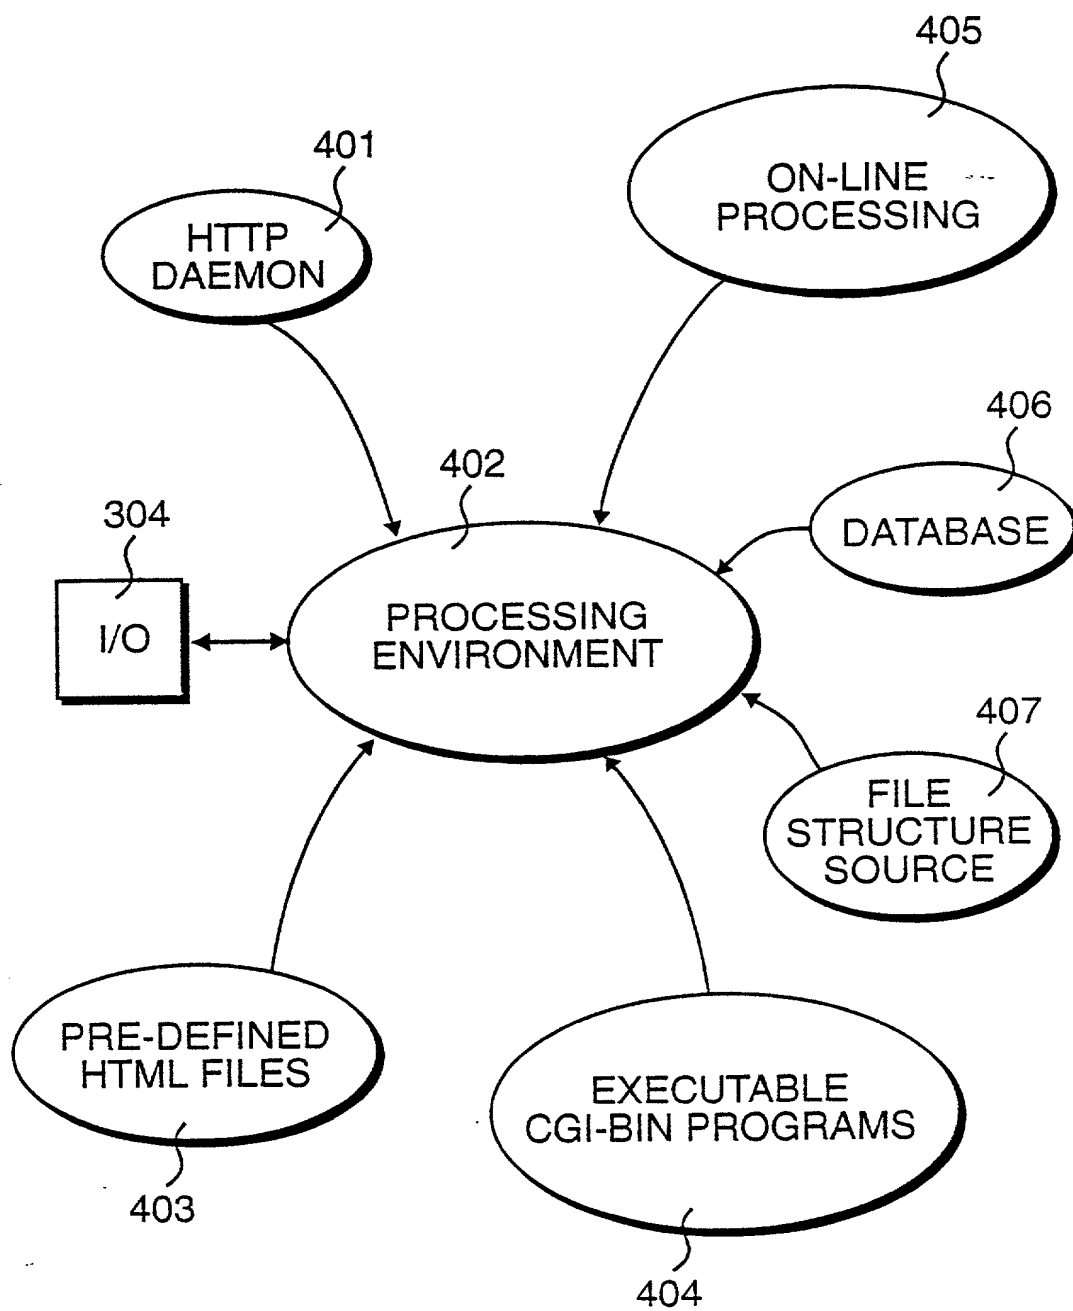 405
401
ON-LINE
PROCESSING
HTTP
DAEMON
406
402
304
DATABASE
I/O
PROCESSING
ENVIRONMENT
407
FILE
STRUCTURE
SOURCE
PRE-DEFINED
HTML FILES
EXECUTABLE
CGI-BIN PROGRAMS
403
404